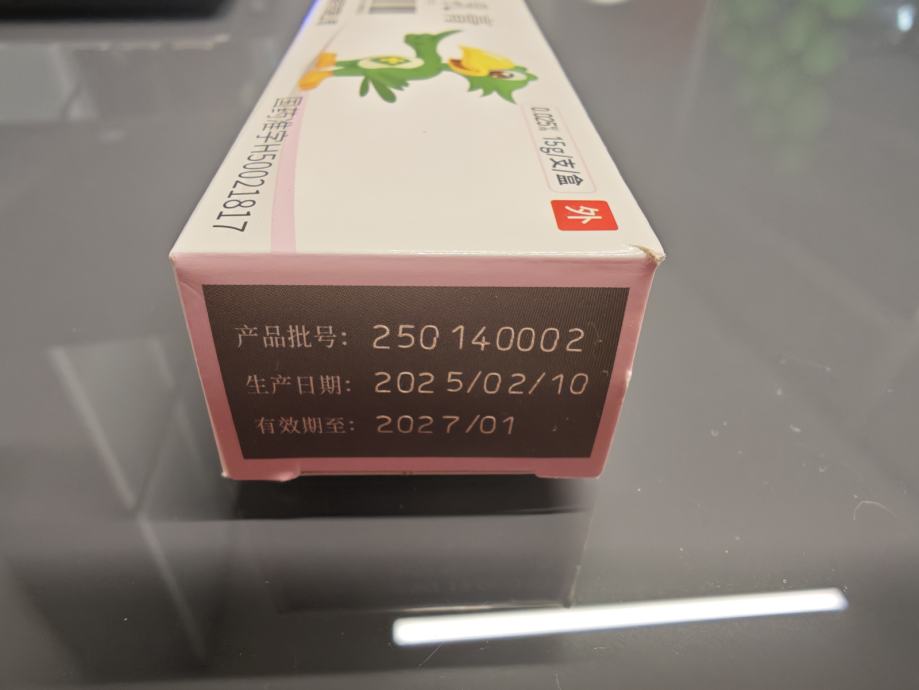 国药准字H50021817
0.025% 15g/支/盒
外
产品批号: 250140002
生产日期: 2025/02/10
有效期至: 2027/01